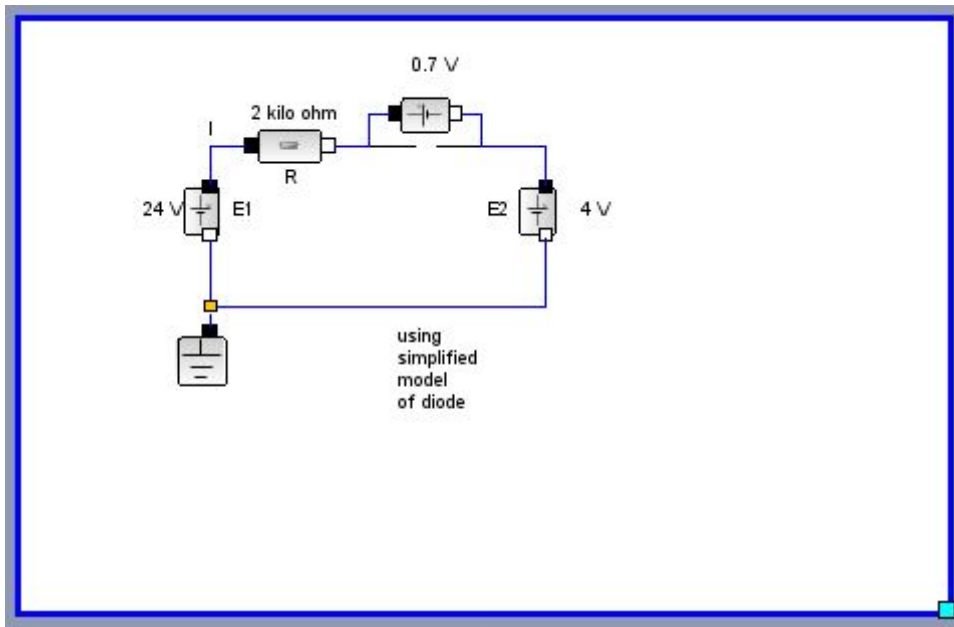 0.7 V
2 kilo ohm
I
R
24 V E1 E2 4 V
using
simplified
model
of diode